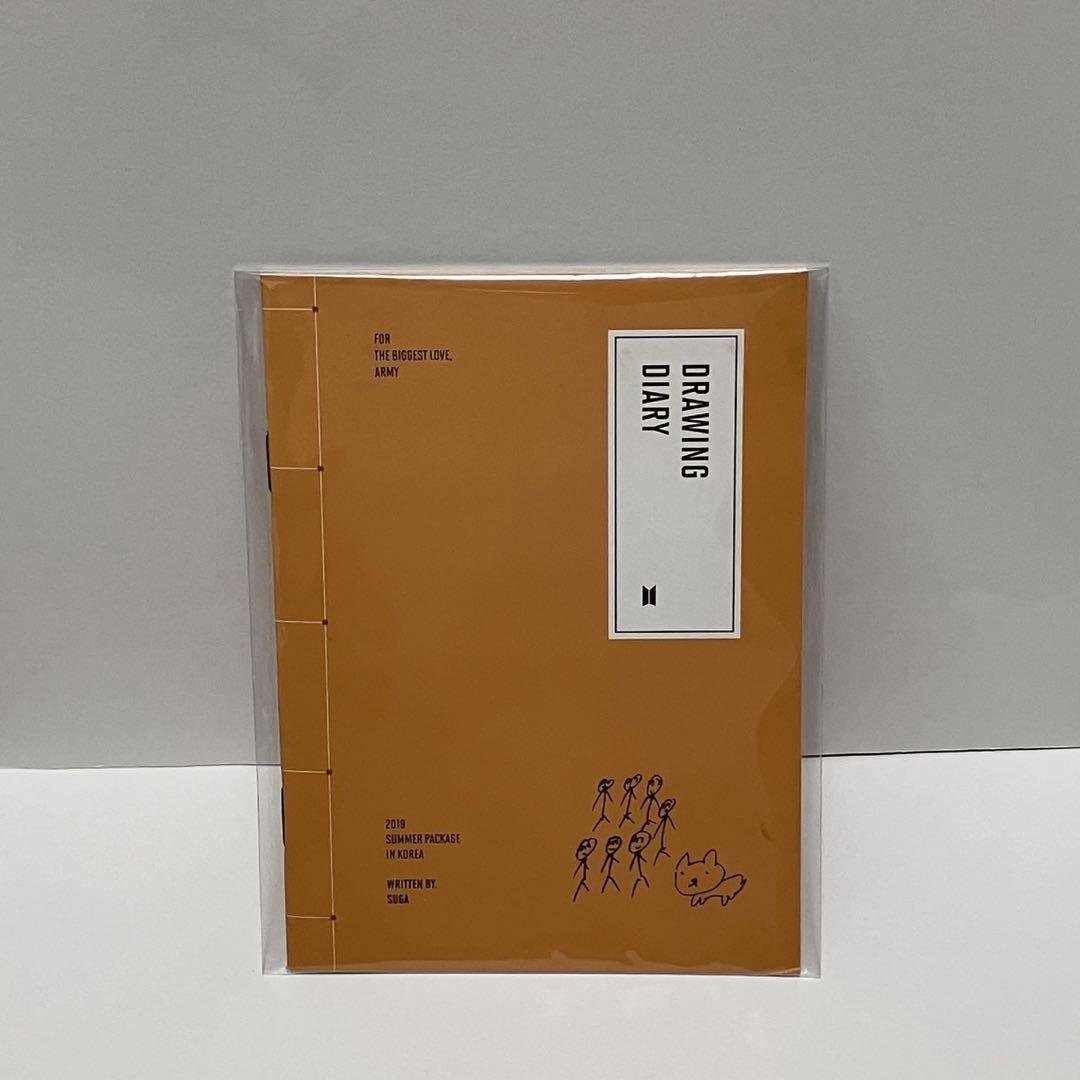 FOR
THE BIGGEST LOVE,
ARMY
DRAWING
DIARY
2019
SUMMER PACKAGE
IN KOREA
WRITTEN BY.
SUGA